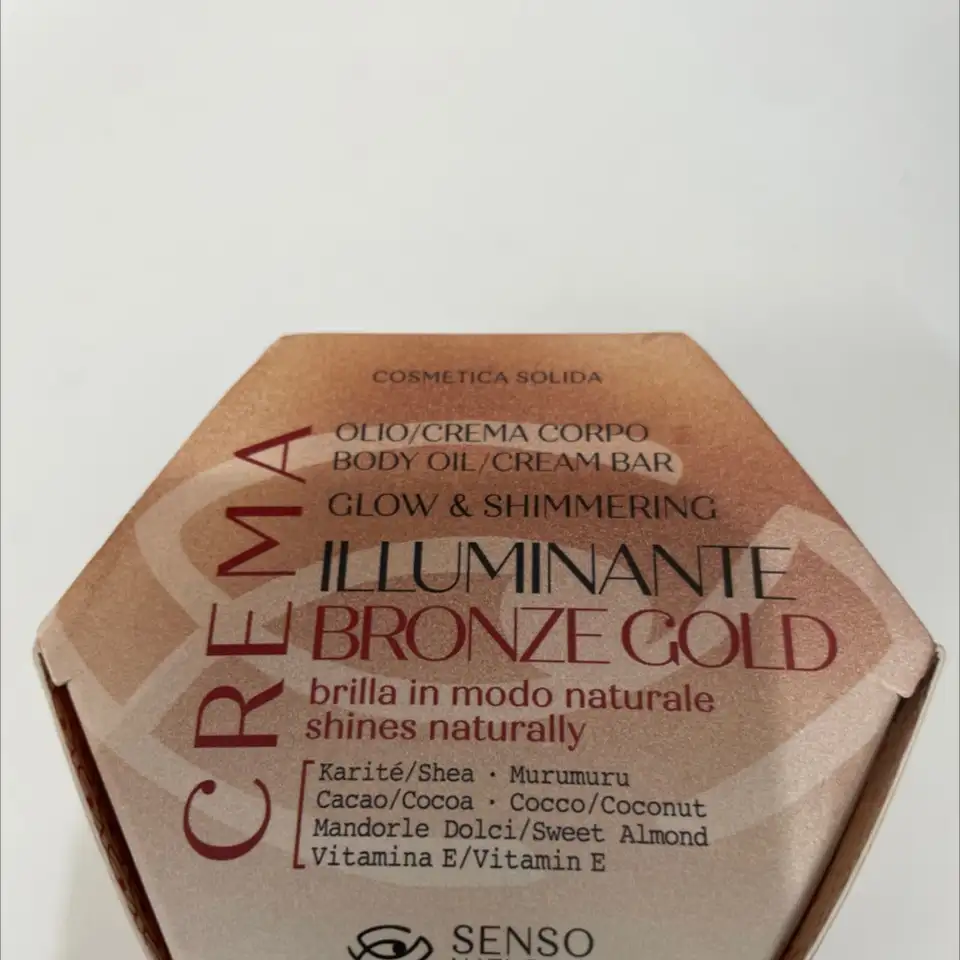 COSMETICA SOLIDA
OLIO/CREMA CORPO
BODY OIL/CREAM BAR
GLOW & SHIMMERING
CREMA
ILLUMINANTE
BRONZE GOLD
brilla in modo naturale
shines naturally
Karité/Shea · Murumuru
Cacao/Cocoa · Cocco/Coconut
Mandorle Dolci/Sweet Almond
Vitamina E/Vitamin E
SENSO